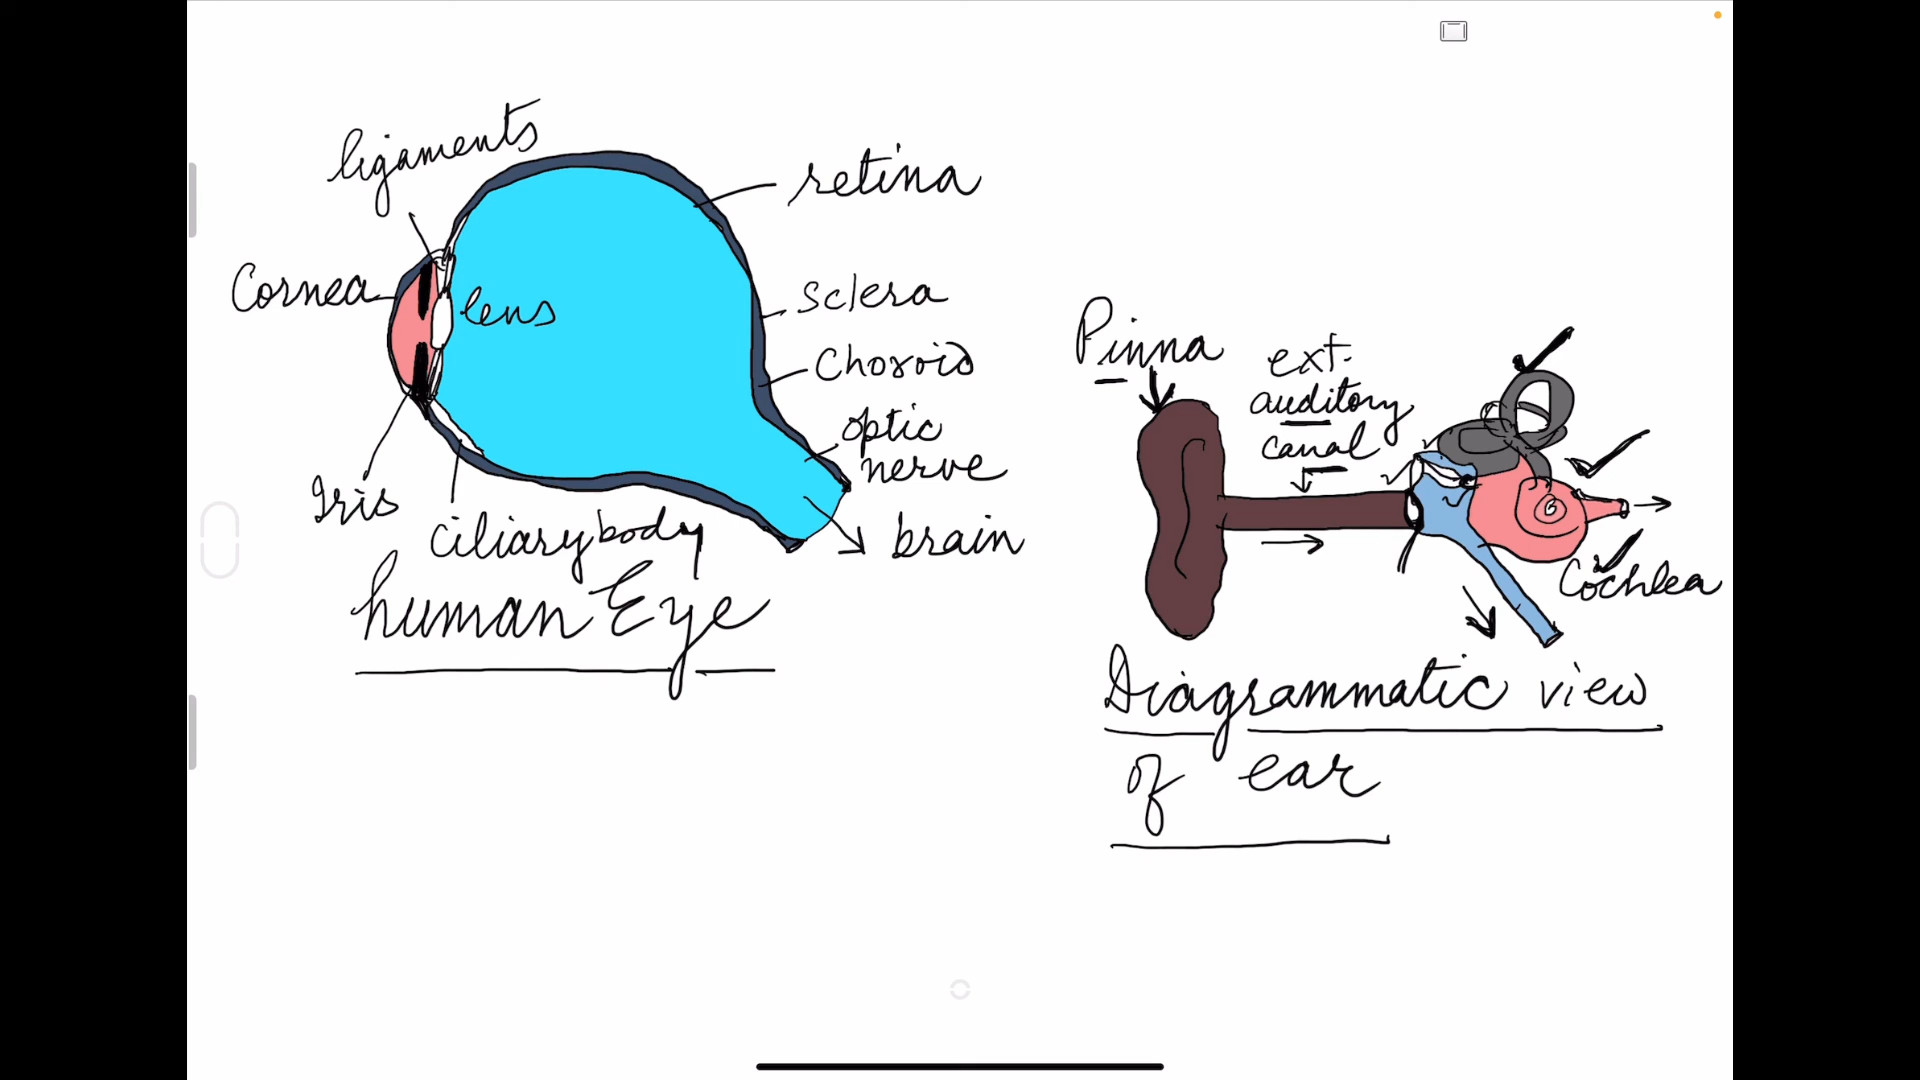 ligaments
retina
Cornea
lens
Sclera
Choroid
optic
nerve
Iris
ciliary body
brain
human Eye
Pinna
ext.
auditory
canal
Cochlea
Diagrammatic view
of ear